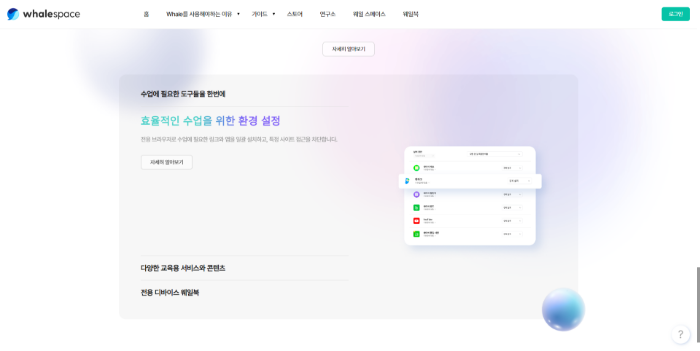 whalespace
홈
Whale을 사용해야하는 이유
가이드
스토어
연구소
웨일 스페이스
웨일북
로그인
자세히 알아보기
수업에 필요한 도구들을 한번에
효율적인 수업을 위한 환경 설정
전용 브라우저로 수업에 필요한 링크와 앱을 일괄 설치하고, 특정 사이트 접근을 차단합니다.
자세히 알아보기
다양한 교육용 서비스와 콘텐츠
전용 디바이스 웨일북
?